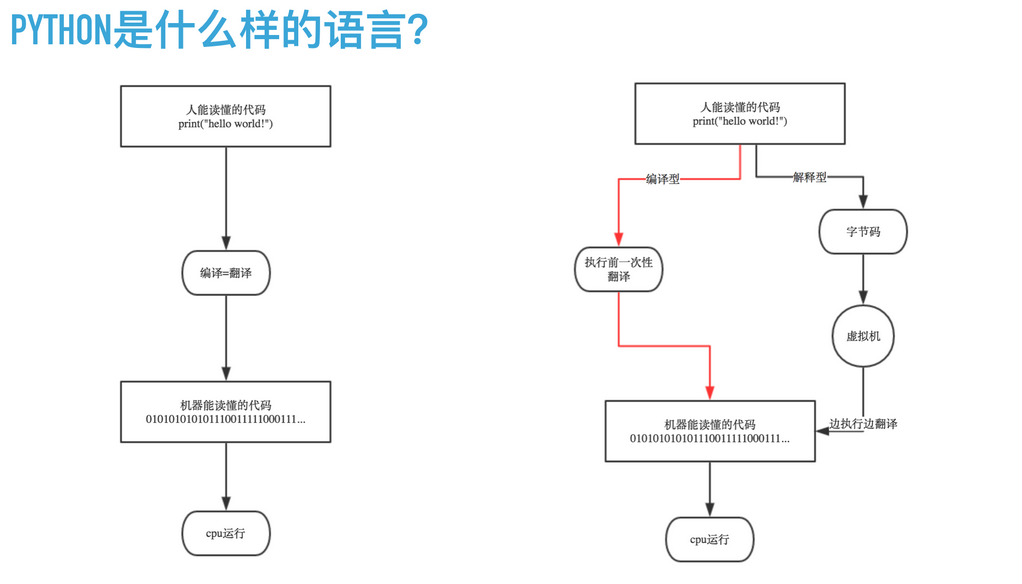 PYTHON是什么样的语言?
人能读懂的代码
print("hello world!")
编译=翻译
机器能读懂的代码
0101010101011100111110001111...
cpu运行
人能读懂的代码
print("hello world!")
编译型
解释型
字节码
执行前一次性
翻译
虚拟机
边执行边翻译
机器能读懂的代码
0101010101011100111110001111...
cpu运行